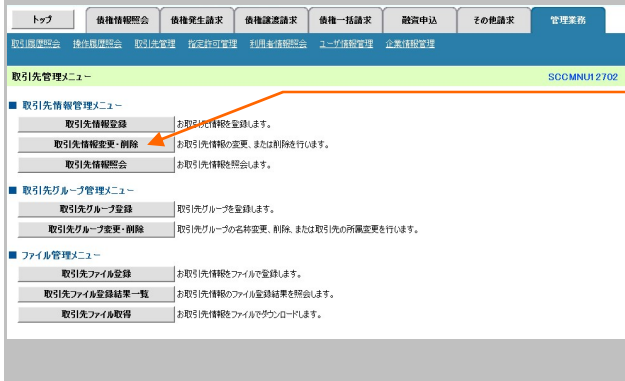 トップ 債権情報照会 債権発生請求 債権譲渡請求 債権一括請求 融資申込 その他請求 管理業務
取引履歴照会 操作履歴照会 取引先管理 指定許可管理 利用者情報照会 ユーザ情報管理 企業情報管理
取引先管理メニュー SCCMNU12702
■ 取引先情報管理メニュー
取引先情報登録 お取引先情報を登録します。
取引先情報変更・削除 お取引先情報の変更、または削除を行います。
取引先情報照会 お取引先情報を照会します。
■ 取引先グループ管理メニュー
取引先グループ登録 取引先グループを登録します。
取引先グループ変更・削除 取引先グループの名称変更、削除、または取引先の所属変更を行います。
■ ファイル管理メニュー
取引先ファイル登録 お取引先情報をファイルで登録します。
取引先ファイル登録結果一覧 お取引先情報のファイル登録結果を照会します。
取引先ファイル取得 お取引先情報をファイルでダウンロードします。